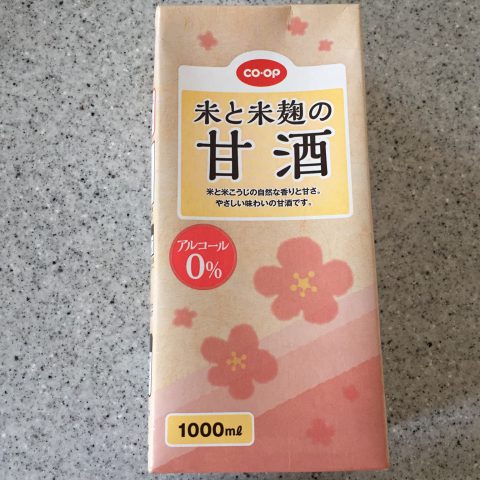 CO·OP
米と米麹の
甘酒
米と米こうじの自然な香りと甘さ。
やさしい味わいの甘酒です。
アルコール
0%
1000mℓ